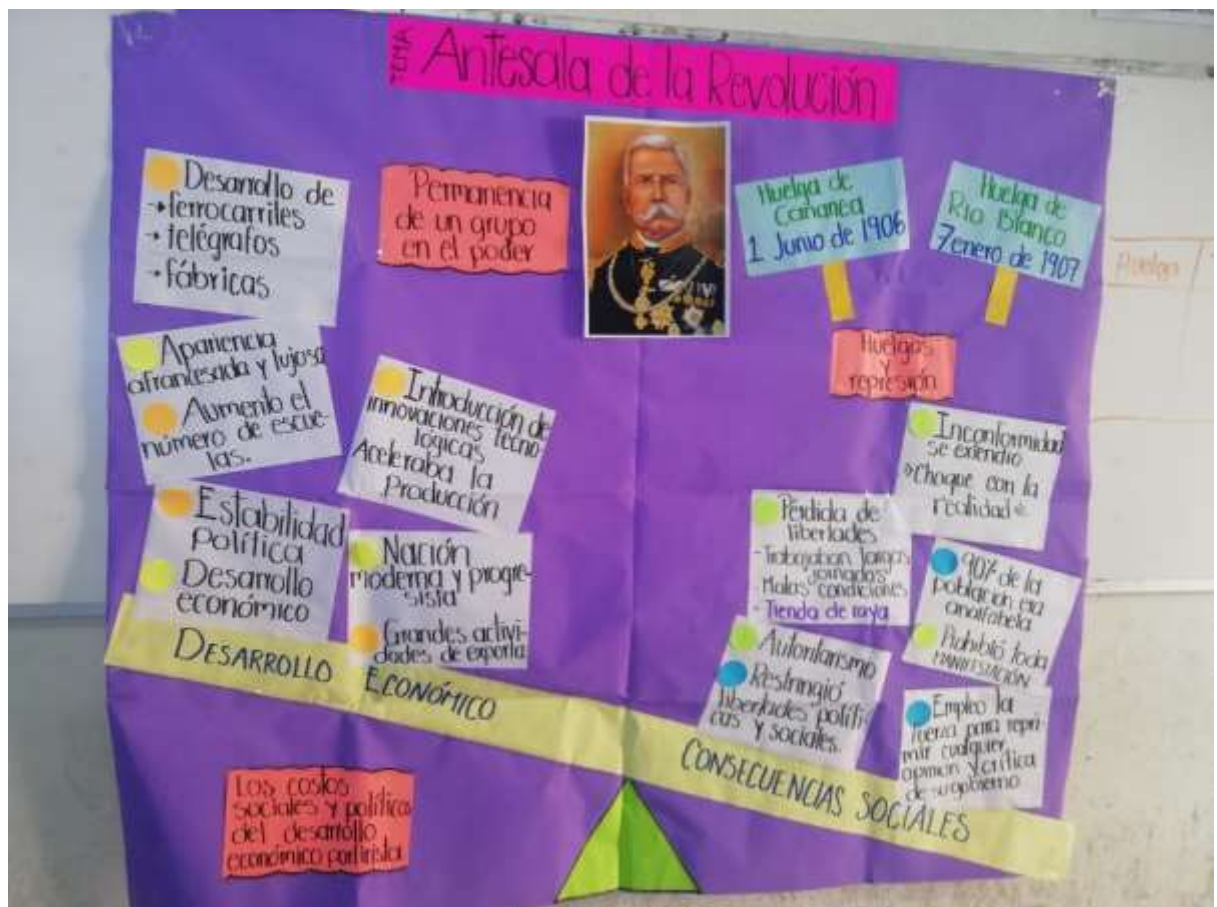 TEMA
Antesala de la Revolución
Desarrollo de
→ferrocarriles
→telégrafos
→fábricas
Permanencia
de un grupo
en el poder
Huelga de
Cananea
1 Junio de 1906
Huelga de
Río Blanco
7 enero de 1907
Huelgas
y
represión
Apariencia
afrancesada y lujosa
Aumento el
número de escue-
las.
Introducción de
innovaciones tecno-
lógicas
Aceleraba la
Producción
Estabilidad
política
Desarrollo
económico
Nación
moderna y progre-
sista
Grandes activi-
dades de exporta
Inconformidad
se extendio
Choque con la
realidad
Pérdida de
libertades
-Trabajaban largas
jornadas
Malas condiciones
-Tienda de raya
90% de la
población era
analfabeta
Prohibió toda
MANIFESTACIÓN
Autoritarismo
Restringió
libertades políti-
cas y sociales.
Empleo la
fuerza para repri
mir cualquier
opinion y critica
de su gobierno
DESARROLLO ECONÓMICO
CONSECUENCIAS SOCIALES
Los costos
sociales y políticos
del desarrollo
económico porfirista
Huelga